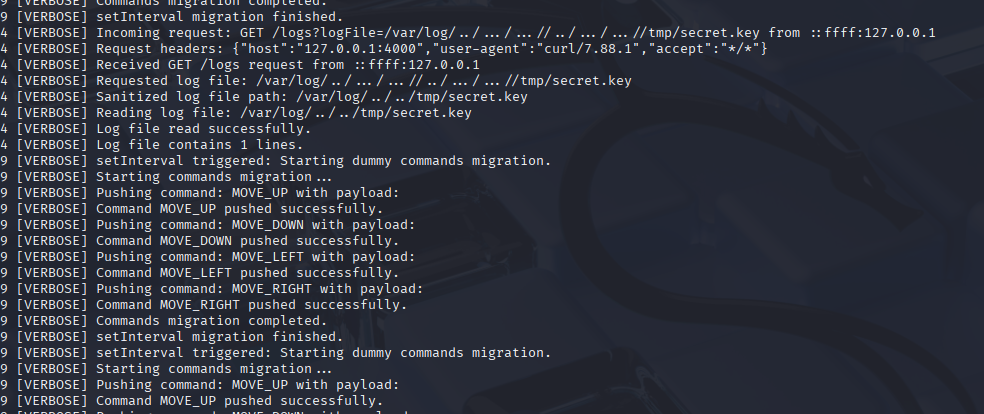 9 [VERBOSE] Commands migration completed.
9 [VERBOSE] setInterval migration finished.
4 [VERBOSE] Incoming request: GET /logs?logFile=/var/log/../.../...//../.../...//tmp/secret.key from ::ffff:127.0.0.1
4 [VERBOSE] Request headers: {"host":"127.0.0.1:4000","user-agent":"curl/7.88.1","accept":"*/*"}
4 [VERBOSE] Received GET /logs request from ::ffff:127.0.0.1
4 [VERBOSE] Requested log file: /var/log/../.../...//../.../...//tmp/secret.key
4 [VERBOSE] Sanitized log file path: /var/log/../../tmp/secret.key
4 [VERBOSE] Reading log file: /var/log/../../tmp/secret.key
4 [VERBOSE] Log file read successfully.
4 [VERBOSE] Log file contains 1 lines.
9 [VERBOSE] setInterval triggered: Starting dummy commands migration.
9 [VERBOSE] Starting commands migration...
9 [VERBOSE] Pushing command: MOVE_UP with payload:
9 [VERBOSE] Command MOVE_UP pushed successfully.
9 [VERBOSE] Pushing command: MOVE_DOWN with payload:
9 [VERBOSE] Command MOVE_DOWN pushed successfully.
9 [VERBOSE] Pushing command: MOVE_LEFT with payload:
9 [VERBOSE] Command MOVE_LEFT pushed successfully.
9 [VERBOSE] Pushing command: MOVE_RIGHT with payload:
9 [VERBOSE] Command MOVE_RIGHT pushed successfully.
9 [VERBOSE] Commands migration completed.
9 [VERBOSE] setInterval migration finished.
9 [VERBOSE] setInterval triggered: Starting dummy commands migration.
9 [VERBOSE] Starting commands migration...
9 [VERBOSE] Pushing command: MOVE_UP with payload:
9 [VERBOSE] Command MOVE_UP pushed successfully.
9 [VERBOSE] Pushing command: MOVE_DOWN with payload: